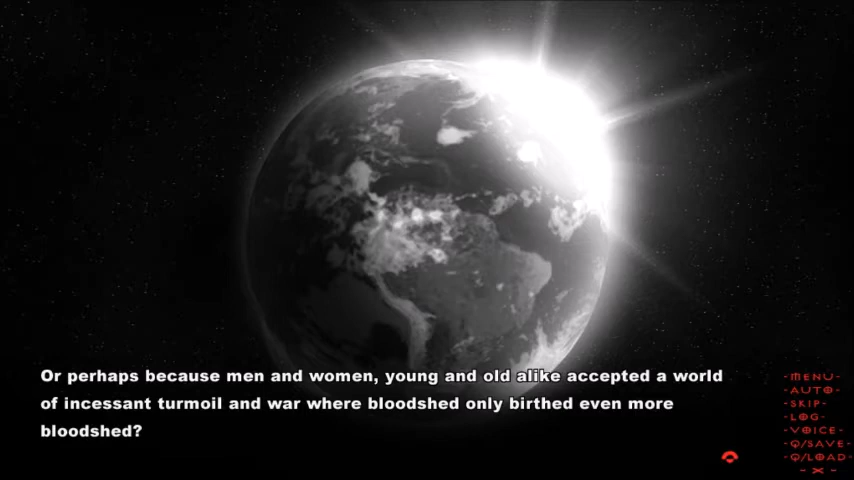 Or perhaps because men and women, young and old alike accepted a world
of incessant turmoil and war where bloodshed only birthed even more
bloodshed?
-MENU-
-AUTO-
-SKIP-
-LOG-
-VOICE-
-Q/SAVE-
-Q/LOAD-
-X-